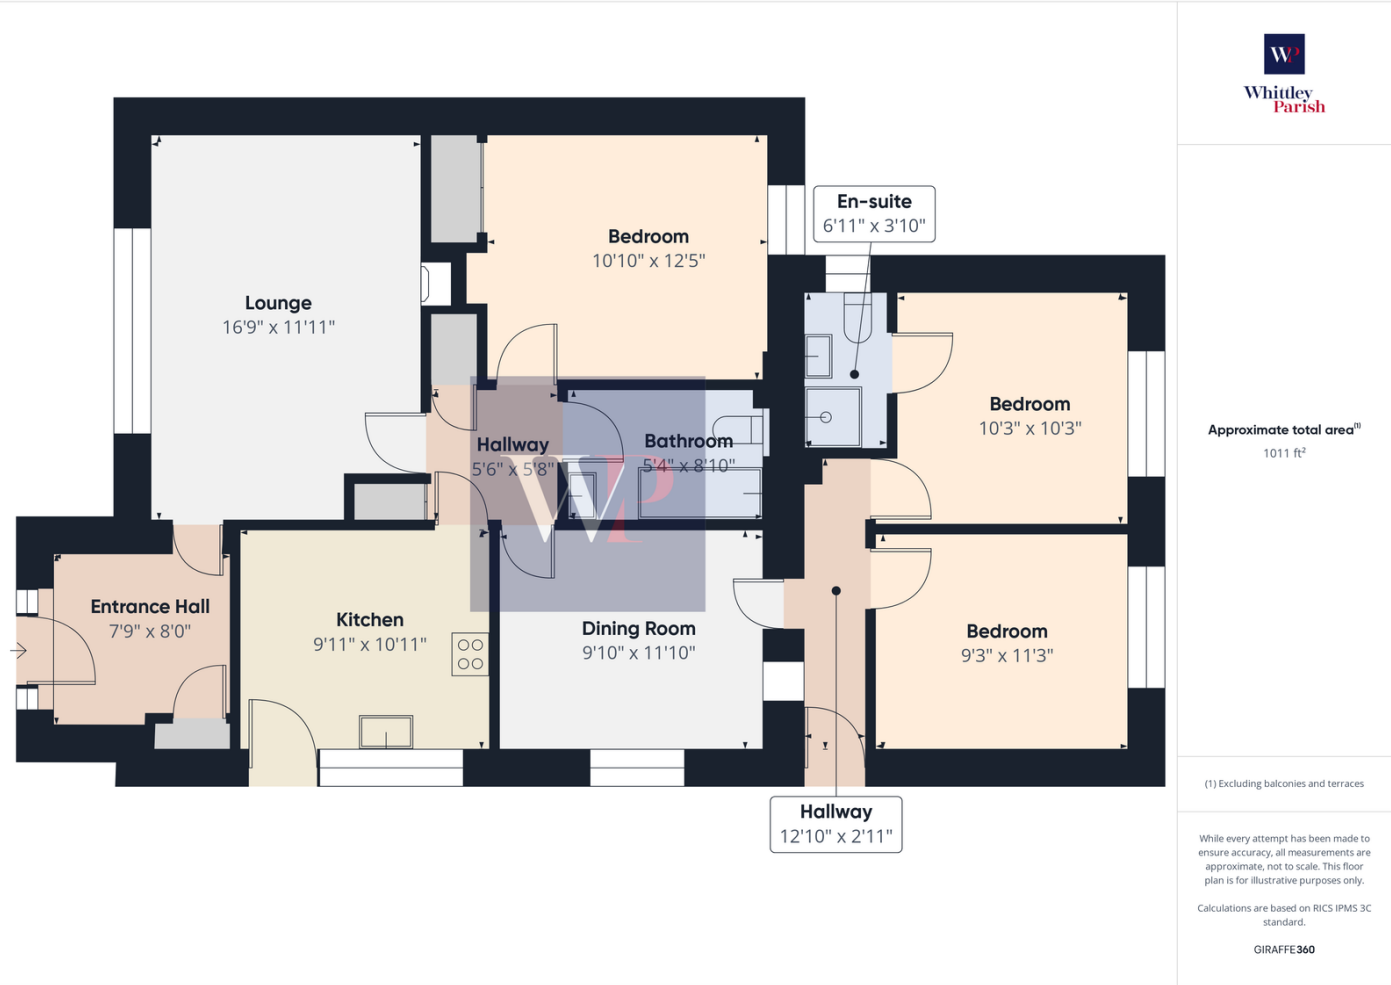 WP
Whittley
Parish
En-suite
6'11" x 3'10"
Bedroom
10'10" x 12'5"
Lounge
16'9" x 11'11"
Bedroom
10'3" x 10'3"
Hallway
5'6" x 5'8"
Bathroom
5'4" x 8'10"
WP
Entrance Hall
7'9" x 8'0"
Kitchen
9'11" x 10'11"
Dining Room
9'10" x 11'10"
Bedroom
9'3" x 11'3"
Hallway
12'10" x 2'11"
Approximate total area(1)
1011 ft²
(1) Excluding balconies and terraces
While every attempt has been made to
ensure accuracy, all measurements are
approximate, not to scale. This floor
plan is for illustrative purposes only.
Calculations are based on RICS IPMS 3C
standard.
GIRAFFE360